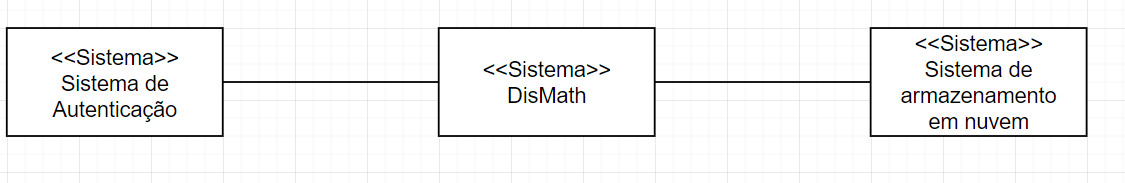 <<Sistema>>
Sistema de
Autenticação
<<Sistema>>
DisMath
<<Sistema>>
Sistema de
armazenamento
em nuvem